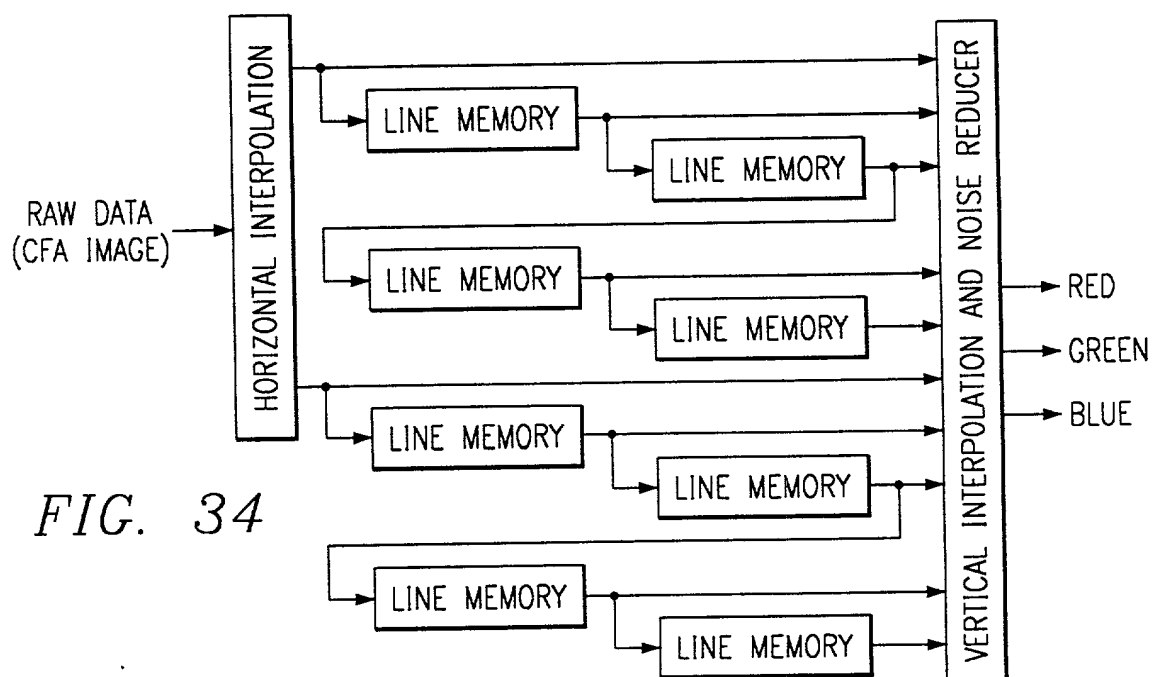 RAW DATA
(CFA IMAGE)
HORIZONTAL INTERPOLATION
LINE MEMORY
LINE MEMORY
LINE MEMORY
LINE MEMORY
LINE MEMORY
LINE MEMORY
LINE MEMORY
LINE MEMORY
VERTICAL INTERPOLATION AND NOISE REDUCER
RED
GREEN
BLUE
FIG. 34